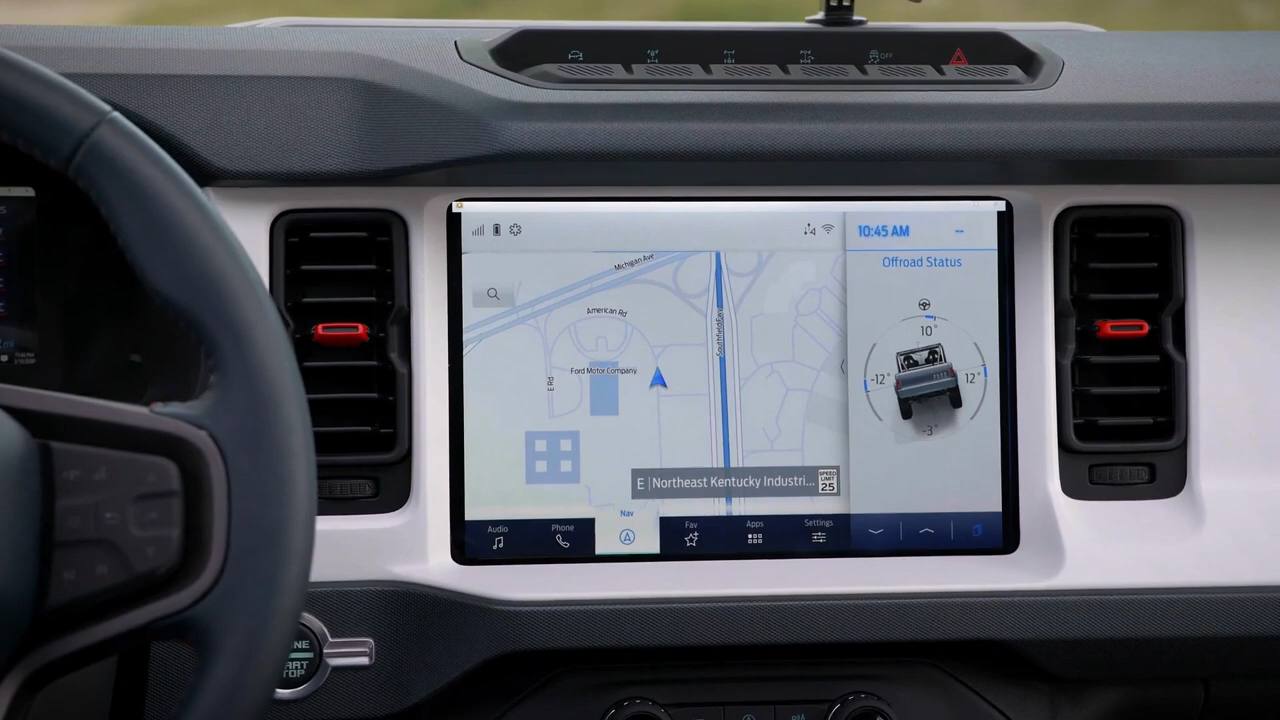 OFF
10:45 AM
--
Offroad Status
Michigan Ave
American Rd
Southfield Fwy
Ford Motor Company
E Rd
10°
-12°
12°
-3°
E | Northeast Kentucky Industri...
SPEED
LIMIT
25
Audio
Phone
Nav
Fav
Apps
Settings